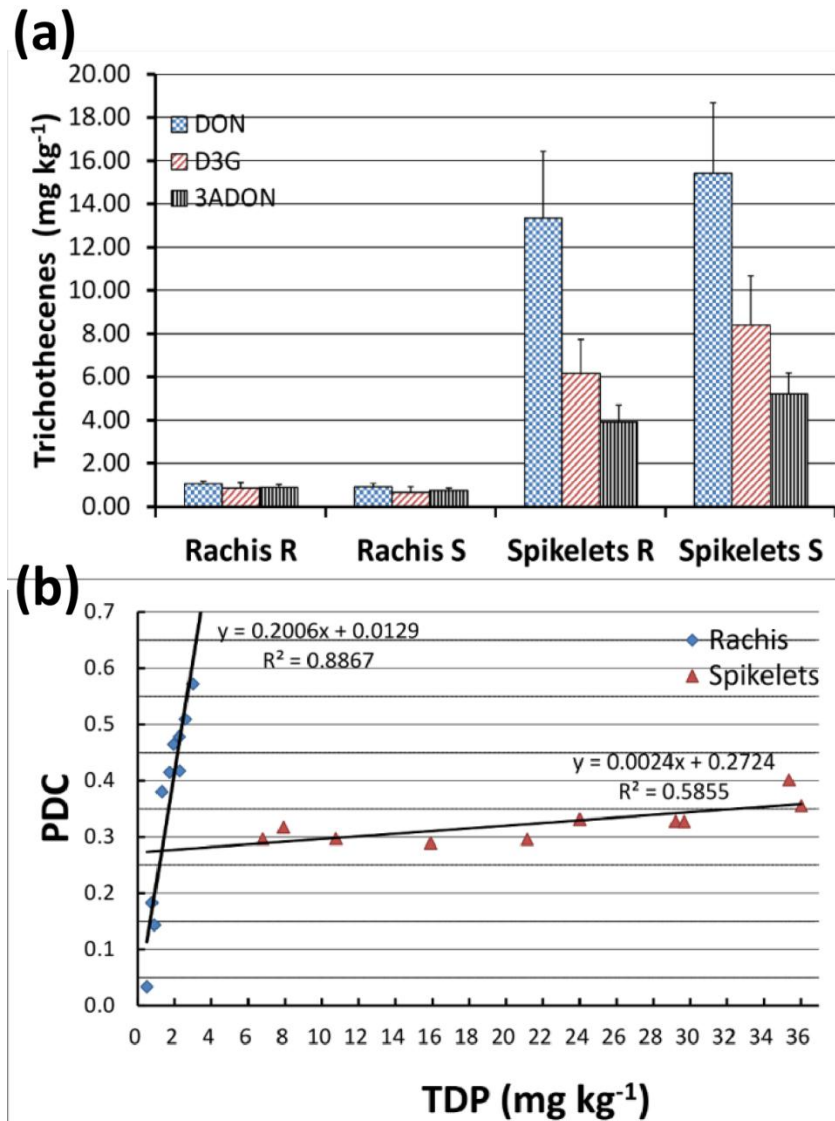 (a)
20.00
18.00
16.00
14.00
12.00
10.00
8.00
6.00
4.00
2.00
0.00
Trichothecenes (mg kg-1)
DON
D3G
3ADON
Rachis R Rachis S Spikelets R Spikelets S
(b)
0.7
0.6
0.5
0.4
0.3
0.2
0.1
0.0
PDC
y = 0.2006x + 0.0129
R² = 0.8867
Rachis
Spikelets
y = 0.0024x + 0.2724
R² = 0.5855
0 2 4 6 8 10 12 14 16 18 20 22 24 26 28 30 32 34 36
TDP (mg kg-1)